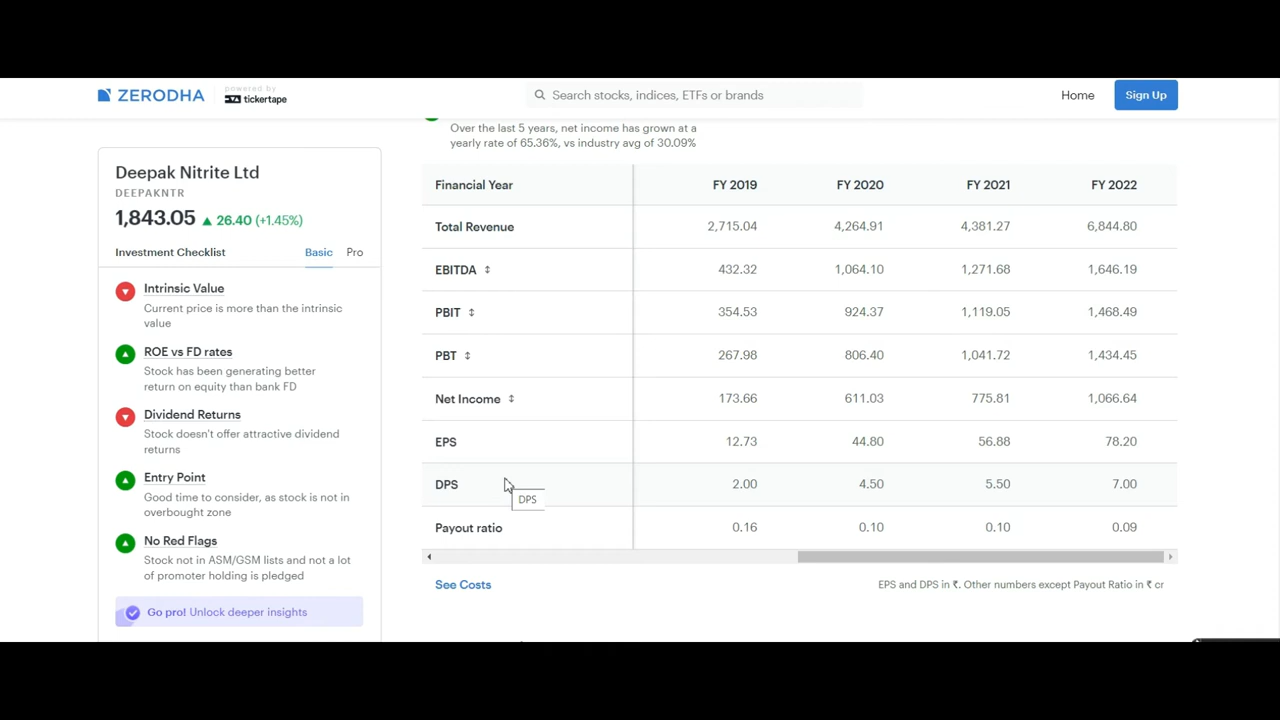 ZERODHA
powered by
tickertape
Search stocks, indices, ETFs or brands
Home
Sign Up
Deepak Nitrite Ltd
DEEPAKNTR
1,843.05 ▲ 26.40 (+1.45%)
Investment Checklist Basic Pro
Intrinsic Value
Current price is more than the intrinsic
value
ROE vs FD rates
Stock has been generating better
return on equity than bank FD
Dividend Returns
Stock doesn't offer attractive dividend
returns
Entry Point
Good time to consider, as stock is not in
overbought zone
No Red Flags
Stock not in ASM/GSM lists and not a lot
of promoter holding is pledged
Go pro! Unlock deeper insights
Over the last 5 years, net income has grown at a
yearly rate of 65.36%, vs industry avg of 30.09%
Financial Year FY 2019 FY 2020 FY 2021 FY 2022
Total Revenue 2,715.04 4,264.91 4,381.27 6,844.80
EBITDA 432.32 1,064.10 1,271.68 1,646.19
PBIT 354.53 924.37 1,119.05 1,468.49
PBT 267.98 806.40 1,041.72 1,434.45
Net Income 173.66 611.03 775.81 1,066.64
EPS 12.73 44.80 56.88 78.20
DPS 2.00 4.50 5.50 7.00
DPS
Payout ratio 0.16 0.10 0.10 0.09
See Costs
EPS and DPS in ₹. Other numbers except Payout Ratio in ₹ cr